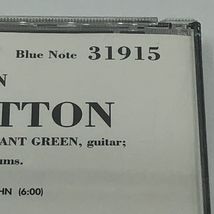 Blue Note 31915
N
TTON
ANT GREEN, guitar;
ums.
HN (6:00)